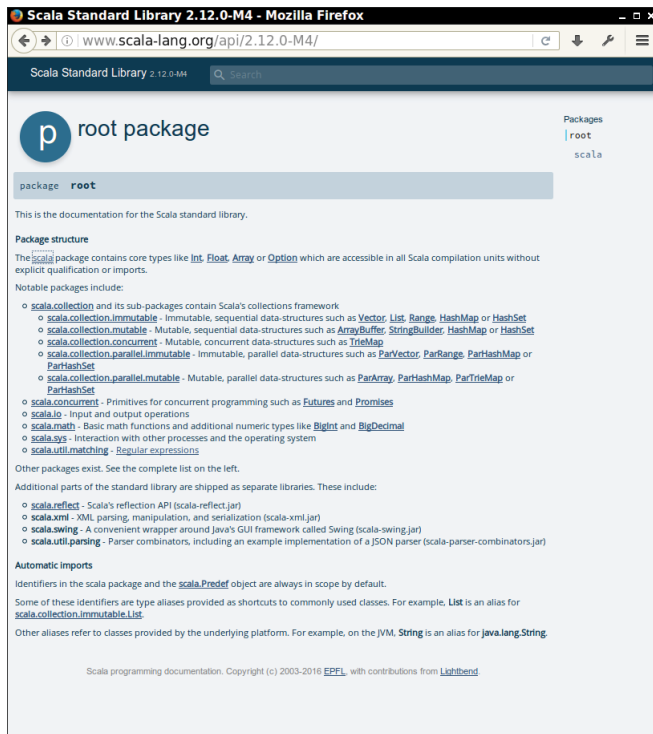 Scala Standard Library 2.12.0-M4 - Mozilla Firefox
www.scala-lang.org/api/2.12.0-M4/
Scala Standard Library 2.12.0-M4
Search
p
root package
Packages
root
scala
package root
This is the documentation for the Scala standard library.
Package structure
The scala package contains core types like Int, Float, Array or Option which are accessible in all Scala compilation units without
explicit qualification or imports.
Notable packages include:
scala.collection and its sub-packages contain Scala's collections framework
scala.collection.immutable - Immutable, sequential data-structures such as Vector, List, Range, HashMap or HashSet
scala.collection.mutable - Mutable, sequential data-structures such as ArrayBuffer, StringBuilder, HashMap or HashSet
scala.collection.concurrent - Mutable, concurrent data-structures such as TrieMap
scala.collection.parallel.immutable - Immutable, parallel data-structures such as ParVector, ParRange, ParHashMap or
ParHashSet
scala.collection.parallel.mutable - Mutable, parallel data-structures such as ParArray, ParHashMap, ParTrieMap or
ParHashSet
scala.concurrent - Primitives for concurrent programming such as Futures and Promises
scala.io - Input and output operations
scala.math - Basic math functions and additional numeric types like BigInt and BigDecimal
scala.sys - Interaction with other processes and the operating system
scala.util.matching - Regular expressions
Other packages exist. See the complete list on the left.
Additional parts of the standard library are shipped as separate libraries. These include:
scala.reflect - Scala's reflection API (scala-reflect.jar)
scala.xml - XML parsing, manipulation, and serialization (scala-xml.jar)
scala.swing - A convenient wrapper around Java's GUI framework called Swing (scala-swing.jar)
scala.util.parsing - Parser combinators, including an example implementation of a JSON parser (scala-parser-combinators.jar)
Automatic imports
Identifiers in the scala package and the scala.Predef object are always in scope by default.
Some of these identifiers are type aliases provided as shortcuts to commonly used classes. For example, List is an alias for
scala.collection.immutable.List.
Other aliases refer to classes provided by the underlying platform. For example, on the JVM, String is an alias for java.lang.String.
Scala programming documentation. Copyright (c) 2003-2016 EPFL, with contributions from Lightbend.